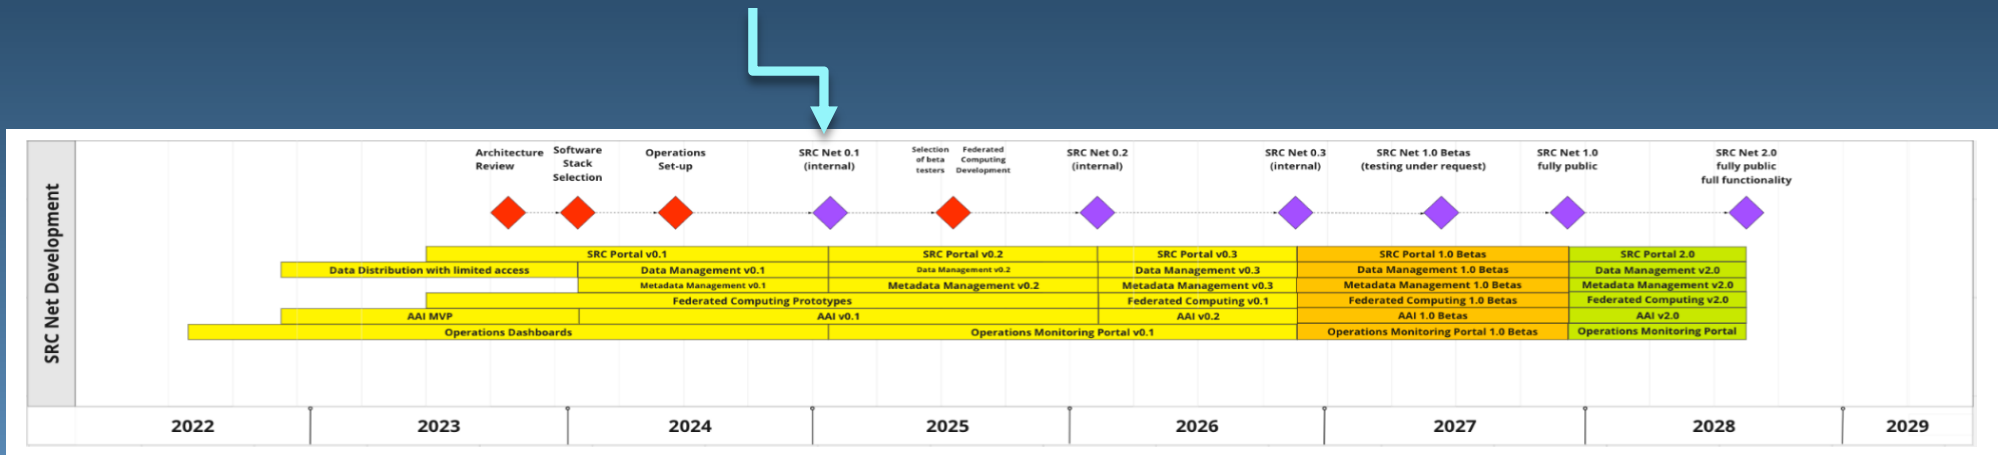 SRC Net Development
Architecture
Review
Software
Stack
Selection
Operations
Set-up
SRC Net 0.1
(internal)
Selection
of beta
testers
Federated
Computing
Development
SRC Net 0.2
(internal)
SRC Net 0.3
(internal)
SRC Net 1.0 Betas
(testing under request)
SRC Net 1.0
fully public
SRC Net 2.0
fully public
full functionality
SRC Portal v0.1
SRC Portal v0.2
SRC Portal v0.3
SRC Portal 1.0 Betas
SRC Portal 2.0
Data Distribution with limited access
Data Management v0.1
Data Management v0.2
Data Management v0.3
Data Management 1.0 Betas
Data Management v2.0
Metadata Management v0.1
Metadata Management v0.2
Metadata Management v0.3
Metadata Management 1.0 Betas
Metadata Management v2.0
Federated Computing Prototypes
Federated Computing v0.1
Federated Computing 1.0 Betas
Federated Computing v2.0
AAI MVP
AAI v0.1
AAI v0.2
AAI 1.0 Betas
AAI v2.0
Operations Dashboards
Operations Monitoring Portal v0.1
Operations Monitoring Portal 1.0 Betas
Operations Monitoring Portal
2022
2023
2024
2025
2026
2027
2028
2029